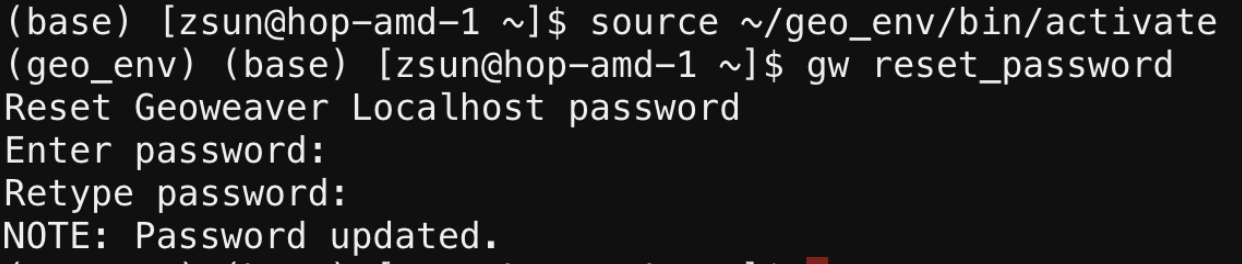 (base) [zsun@hop-amd-1 ~]$ source ~/geo_env/bin/activate
(geo_env) (base) [zsun@hop-amd-1 ~]$ gw reset_password
Reset Geoweaver Localhost password
Enter password:
Retype password:
NOTE: Password updated.